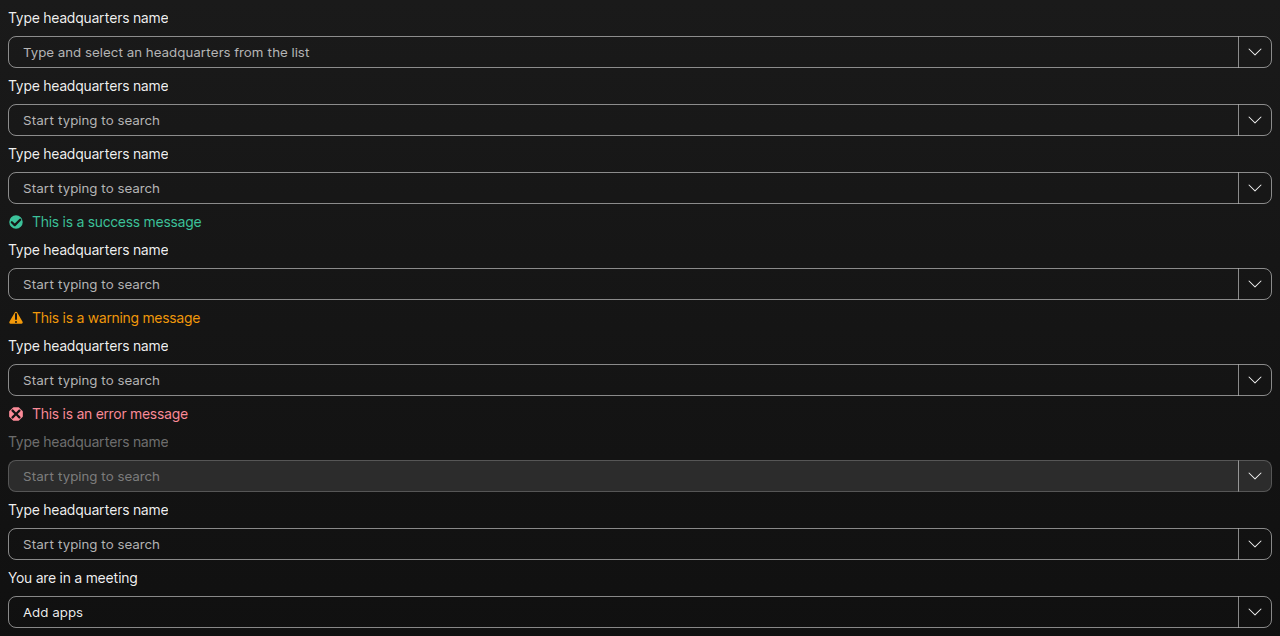 Type headquarters name
Type and select an headquarters from the list
Type headquarters name
Start typing to search
Type headquarters name
Start typing to search
This is a success message
Type headquarters name
Start typing to search
This is a warning message
Type headquarters name
Start typing to search
This is an error message
Type headquarters name
Start typing to search
Type headquarters name
Start typing to search
You are in a meeting
Add apps